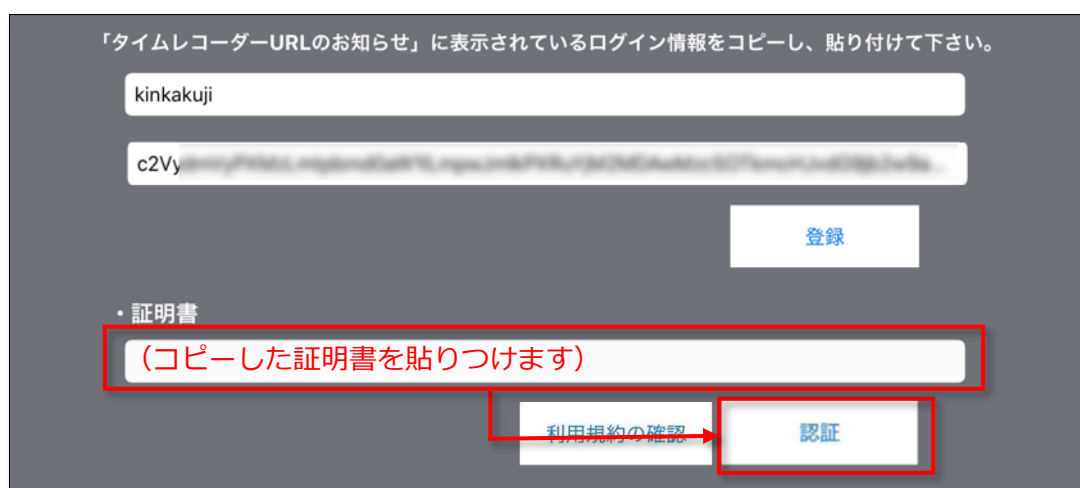 「タイムレコーダーURLのお知らせ」に表示されているログイン情報をコピーし、貼り付けて下さい。
kinkakuji
c2Vy
登録
・証明書
（コピーした証明書を貼りつけます）
利用規約の確認
認証